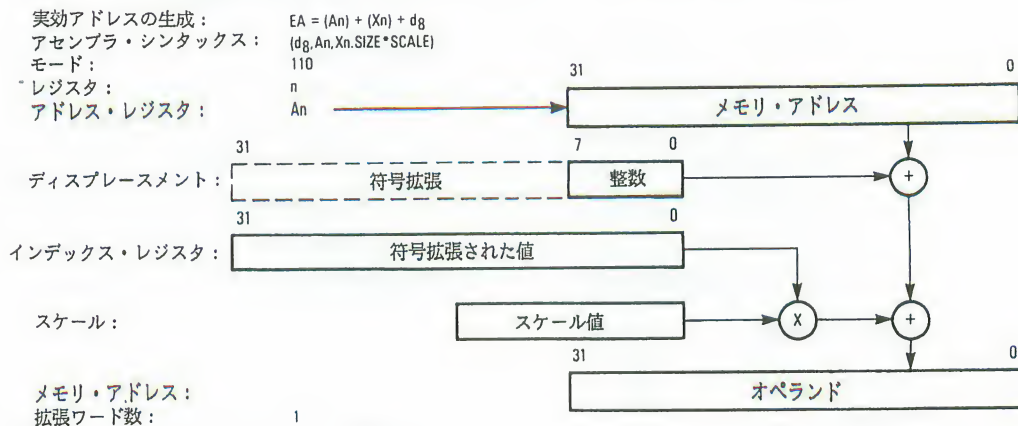 実効アドレスの生成： EA = (An) + (Xn) + d8
アセンブラ・シンタックス： (d8,An,Xn.SIZE*SCALE)
モード： 110
レジスタ： n
アドレス・レジスタ： An
31 0
メモリ・アドレス
31 7 0
ディスプレースメント： 符号拡張 整数 +
31 0
インデックス・レジスタ： 符号拡張された値
スケール： スケール値 X +
31 0
オペランド
メモリ・アドレス：
拡張ワード数： 1